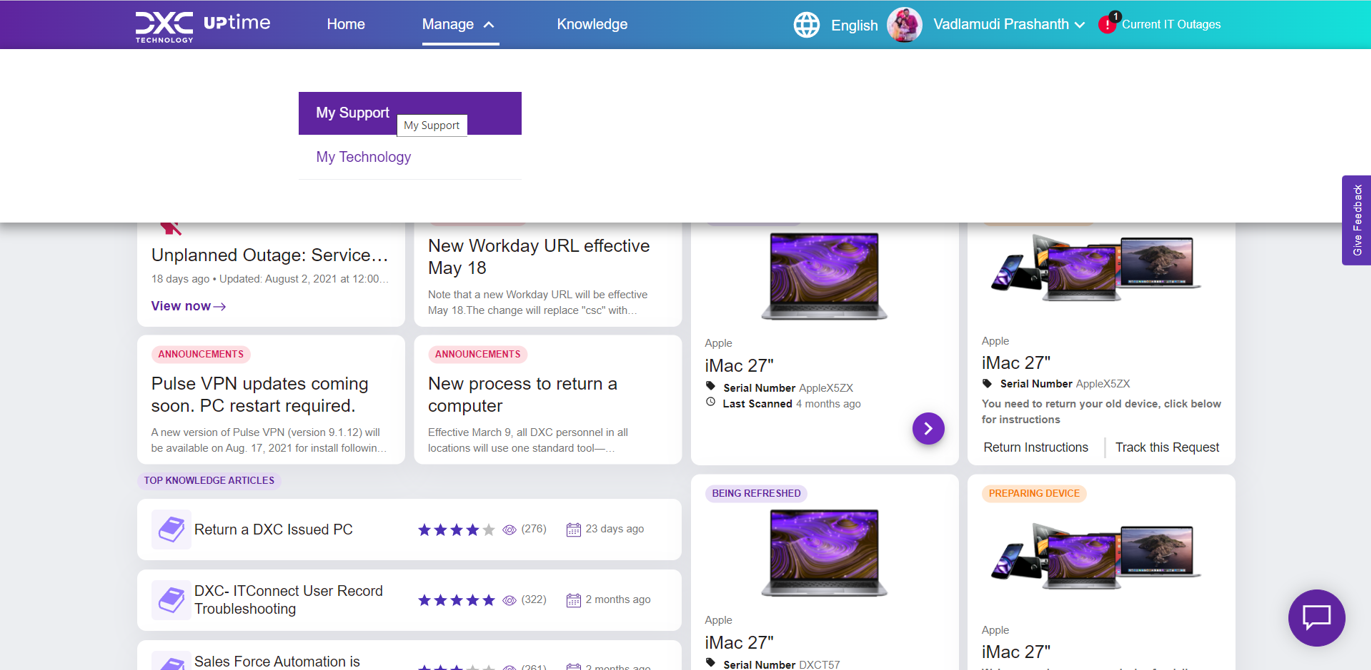 DXC TECHNOLOGY UPtime
Home
Manage
Knowledge
English
Vadlamudi Prashanth
1
Current IT Outages
My Support
My Support
My Technology
Give Feedback
Unplanned Outage: Service…
18 days ago • Updated: August 2, 2021 at 12:00…
View now
New Workday URL effective
May 18
Note that a new Workday URL will be effective
May 18.The change will replace "csc" with…
ANNOUNCEMENTS
Pulse VPN updates coming
soon. PC restart required.
A new version of Pulse VPN (version 9.1.12) will
be available on Aug. 17, 2021 for install followin…
ANNOUNCEMENTS
New process to return a
computer
Effective March 9, all DXC personnel in all
locations will use one standard tool—…
Apple
iMac 27"
Serial Number AppleX5ZX
Last Scanned 4 months ago
Apple
iMac 27"
Serial Number AppleX5ZX
You need to return your old device, click below
for instructions
Return Instructions
Track this Request
TOP KNOWLEDGE ARTICLES
Return a DXC Issued PC
(276)
23 days ago
DXC- ITConnect User Record
Troubleshooting
(322)
2 months ago
Sales Force Automation is
(261)
2 months ago
BEING REFRESHED
Apple
iMac 27"
Serial Number DXCT57
PREPARING DEVICE
Apple
iMac 27"